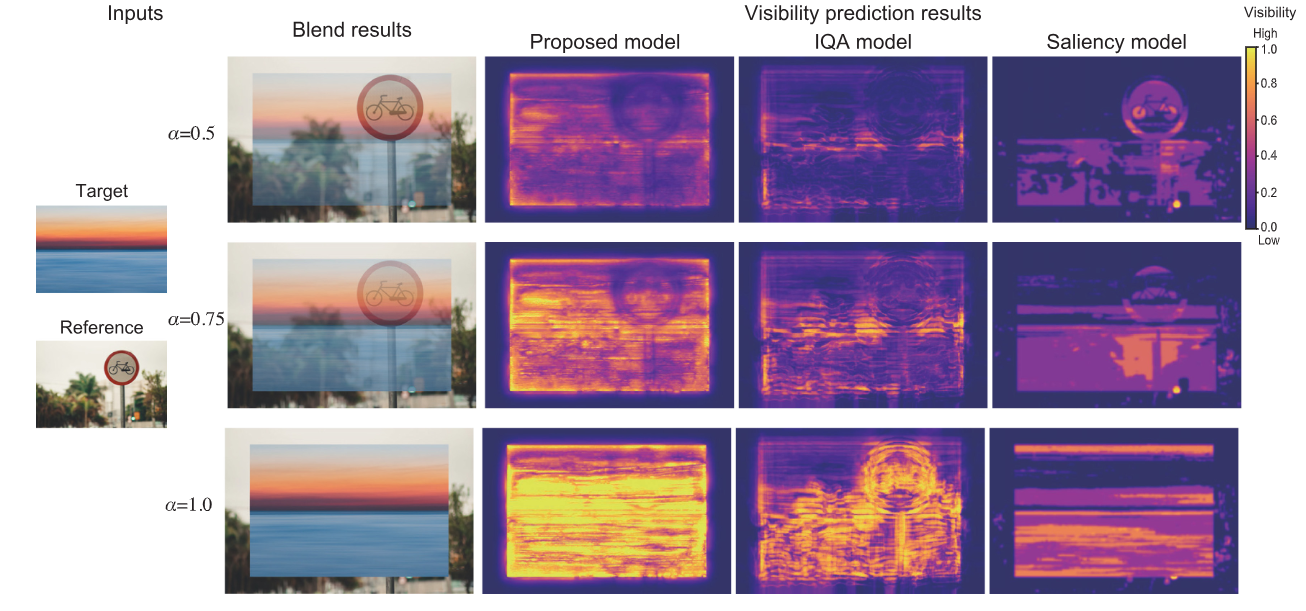 Inputs
Blend results
Visibility prediction results
Proposed model
IQA model
Saliency model
Visibility
High
1.0
0.8
0.6
0.4
0.2
0.0
Low
α=0.5
Target
Reference
α=0.75
α=1.0